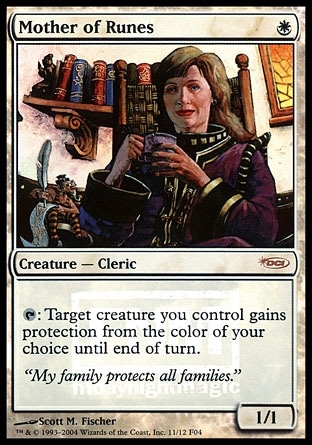 Mother of Runes
Creature — Cleric
DCI
: Target creature you control gains
protection from the color of your
choice until end of turn.
"My family protects all families."
Scott M. Fischer
™ & © 1993–2004 Wizards of the Coast, Inc. 11/12 F04
1/1